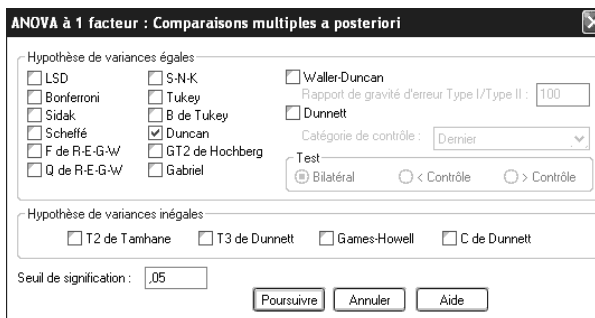 ANOVA à 1 facteur : Comparaisons multiples a posteriori
Hypothèse de variances égales
LSD
Bonferroni
Sidak
Scheffé
F de R-E-G-W
Q de R-E-G-W
S-N-K
Tukey
B de Tukey
Duncan
GT2 de Hochberg
Gabriel
Waller-Duncan
Rapport de gravité d'erreur Type I/Type II : 100
Dunnett
Catégorie de contrôle : Dernier
Test
Bilatéral < Contrôle > Contrôle
Hypothèse de variances inégales
T2 de Tamhane T3 de Dunnett Games-Howell C de Dunnett
Seuil de signification : ,05
Poursuivre Annuler Aide